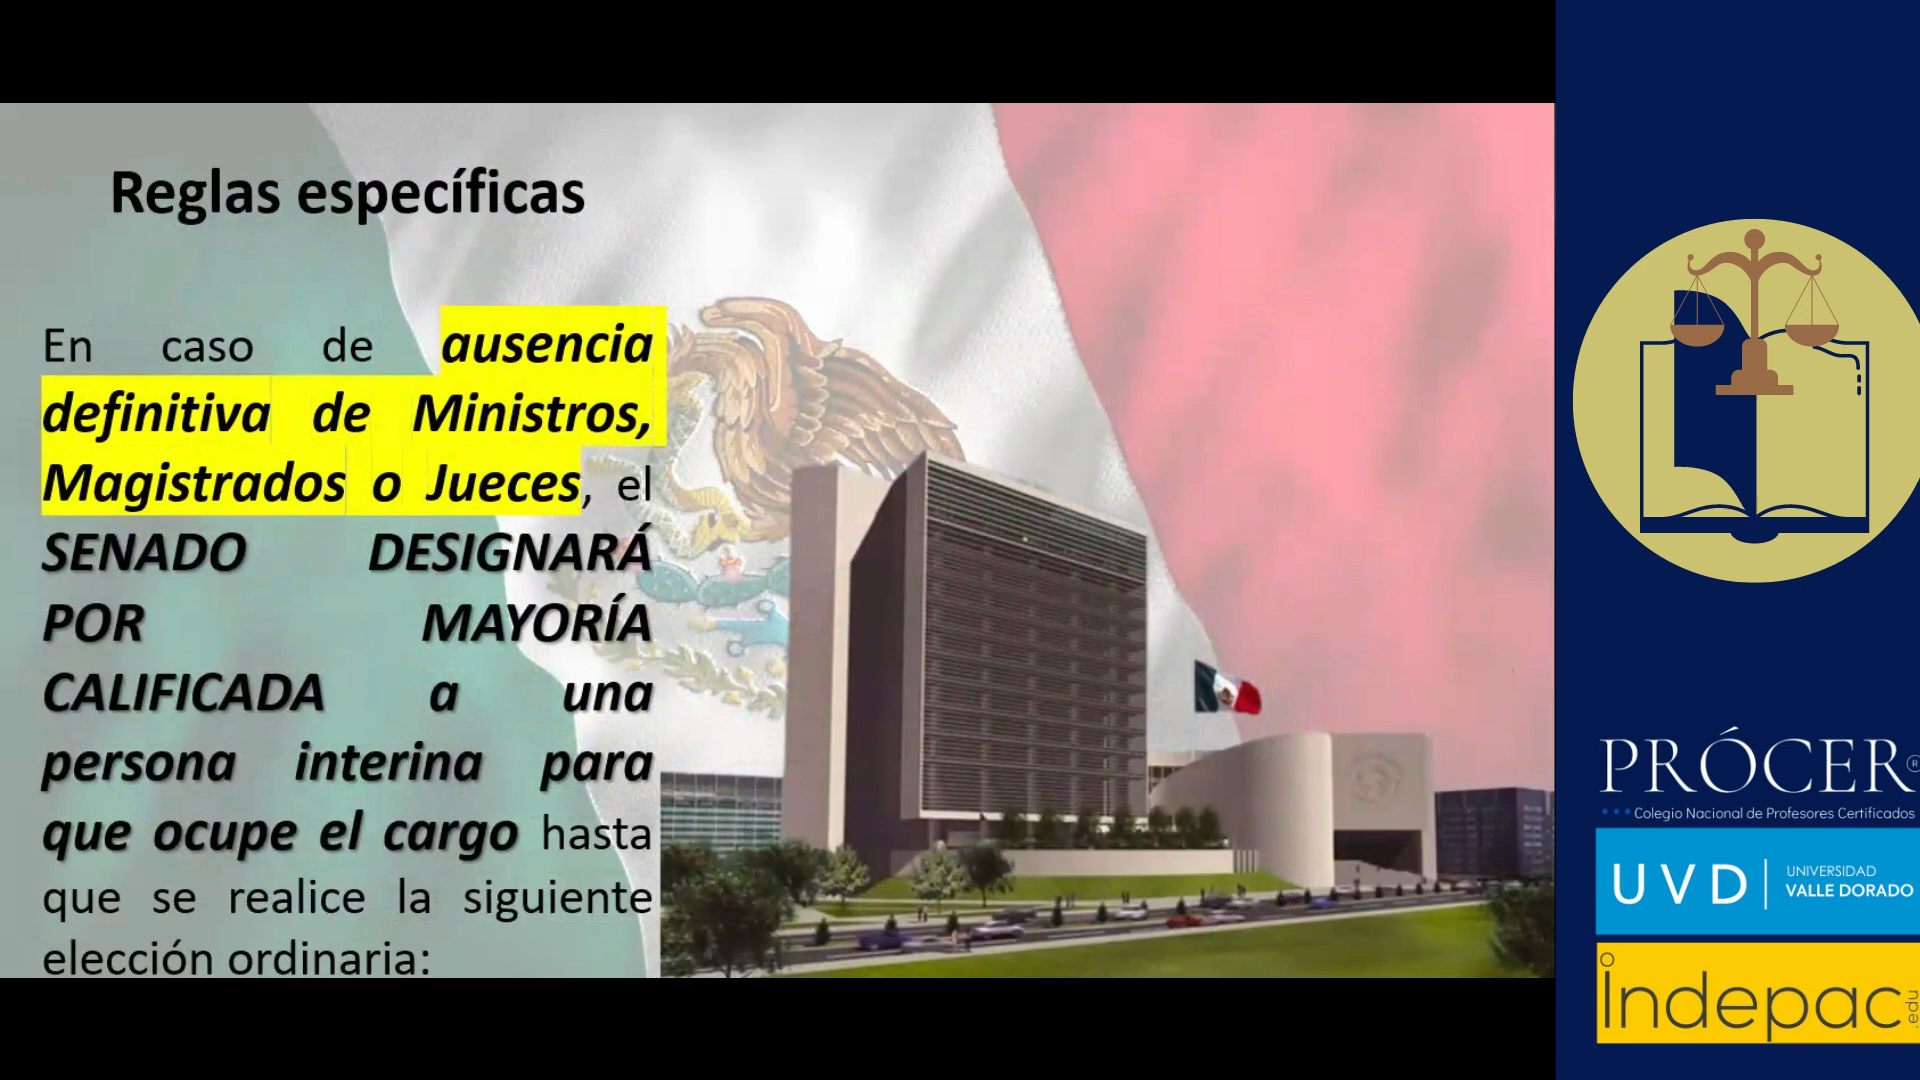 Reglas específicas
En caso de ausencia
definitiva de Ministros,
Magistrados o Jueces, el
SENADO DESIGNARÁ
POR MAYORÍA
CALIFICADA a una
persona interina para
que ocupe el cargo hasta
que se realice la siguiente
elección ordinaria:
PRÓCER®
Colegio Nacional de Profesores Certificados
UVD UNIVERSIDAD
VALLE DORADO
indepac.edu